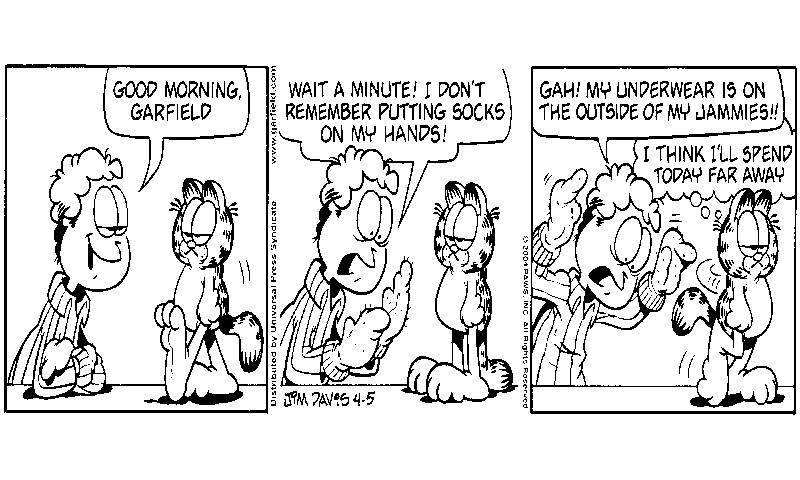 GOOD MORNING,
GARFIELD
www.garfield.com
Distributed by Universal Press Syndicate
WAIT A MINUTE! I DON'T
REMEMBER PUTTING SOCKS
ON MY HANDS!
JIM DAVIS 4-5
© 2004 PAWS, INC. All Rights Reserved
GAH! MY UNDERWEAR IS ON
THE OUTSIDE OF MY JAMMIES!!
I THINK I'LL SPEND
TODAY FAR AWAY